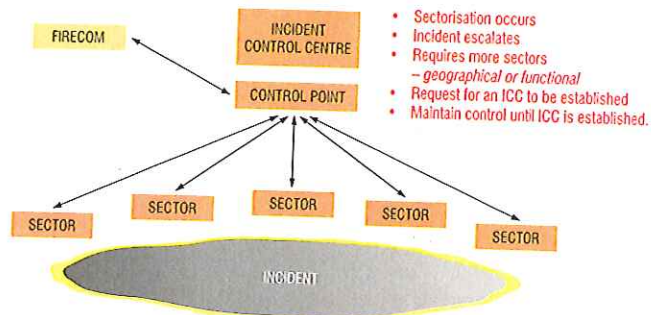 FIRECOM
INCIDENT
CONTROL CENTRE
CONTROL POINT
• Sectorisation occurs
• Incident escalates
• Requires more sectors
– geographical or functional
• Request for an ICC to be established
• Maintain control until ICC is established.
SECTOR
SECTOR
SECTOR
SECTOR
SECTOR
INCIDENT